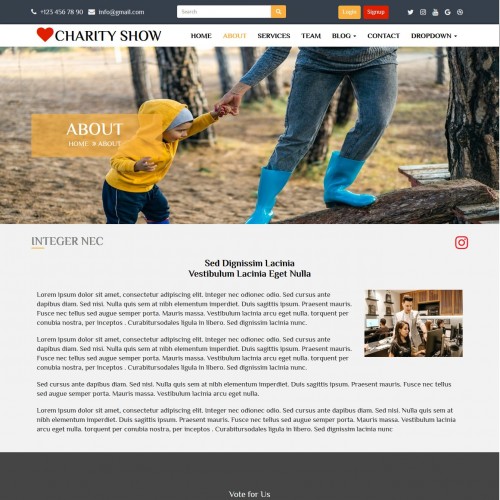 +123 456 78 90 info@gmail.com Search Login Signup
CHARITY SHOW HOME ABOUT SERVICES TEAM BLOG CONTACT DROPDOWN
ABOUT
HOME » ABOUT
INTEGER NEC
Sed Dignissim Lacinia
Vestibulum Lacinia Eget Nulla
Lorem ipsum dolor sit amet, consectetur adipiscing elit. Integer nec odionec odio. Sed cursus ante
dapibus diam. Sed nisi. Nulla quis sem at nibh elementum imperdiet. Duis sagittis ipsum. Praesent mauris.
Fusce nec tellus sed augue semper porta. Mauris massa. Vestibulum lacinia arcu eget nulla. torquent per
conubia nostra, per inceptos . Curabitursodales ligula in libero. Sed dignissim lacinia nunc.
Lorem ipsum dolor sit amet, consectetur adipiscing elit. Integer nec odionec odio. Sed cursus ante
dapibus diam. Sed nisi. Nulla quis sem at nibh elementum imperdiet. Duis sagittis ipsum. Praesent mauris.
Fusce nec tellus sed augue semper porta. Mauris massa. Vestibulum lacinia arcu eget nulla. torquent per
conubia nostra, per inceptos . Curabitursodales ligula in libero. Sed dignissim lacinia nunc.
Sed cursus ante dapibus diam. Sed nisi. Nulla quis sem at nibh elementum imperdiet. Duis sagittis ipsum. Praesent mauris. Fusce nec tellus
sed augue semper porta. Mauris massa. Vestibulum lacinia arcu eget nulla.
Lorem ipsum dolor sit amet, consectetur adipiscing elit. Integer nec odionec odio. Sed cursus ante dapibus diam. Sed nisi. Nulla quis sem at nibh
elementum imperdiet. Duis sagittis ipsum. Praesent mauris. Fusce nec tellus sed augue semper porta. Mauris massa. Vestibulum lacinia
arcu eget nulla. torquent per conubia nostra, per inceptos . Curabitursodales ligula in libero. Sed dignissim lacinia nunc
Vote for Us